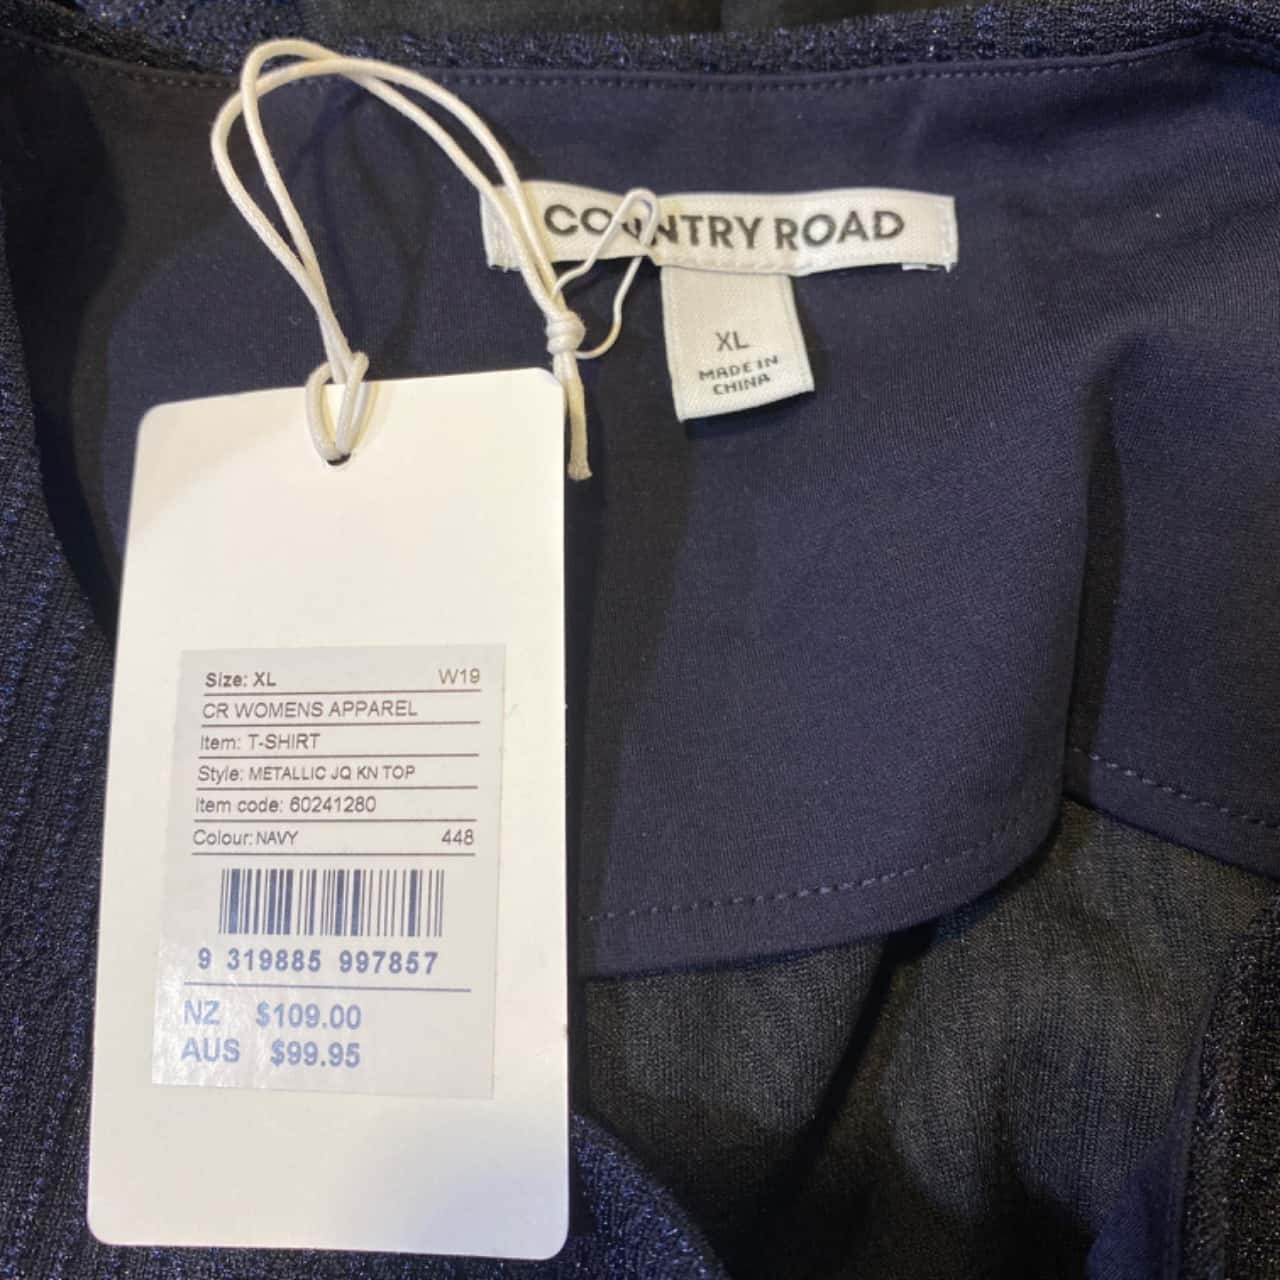 COUNTRY ROAD
XL
MADE IN
CHINA
Size: XL W19
CR WOMENS APPAREL
Item: T-SHIRT
Style: METALLIC JQ KN TOP
Item code: 60241280
Colour: NAVY 448
9 319885 997857
NZ $109.00
AUS $99.95